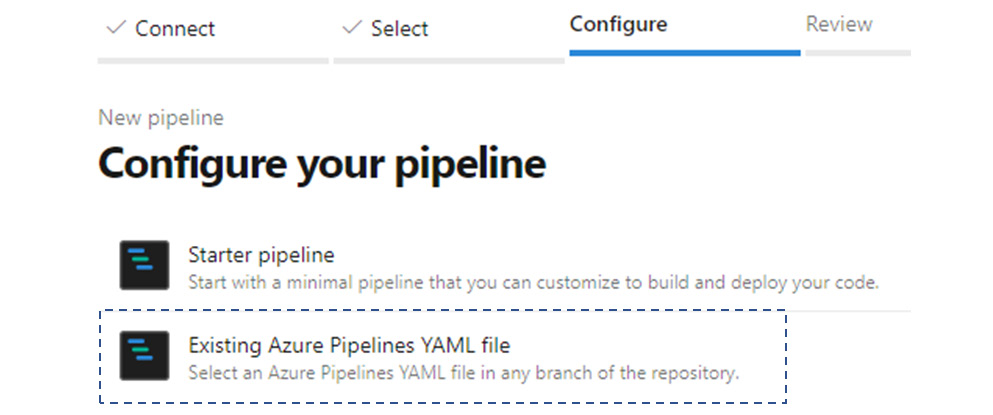 Connect Select Configure Review
New pipeline
Configure your pipeline
Starter pipeline
Start with a minimal pipeline that you can customize to build and deploy your code.
Existing Azure Pipelines YAML file
Select an Azure Pipelines YAML file in any branch of the repository.